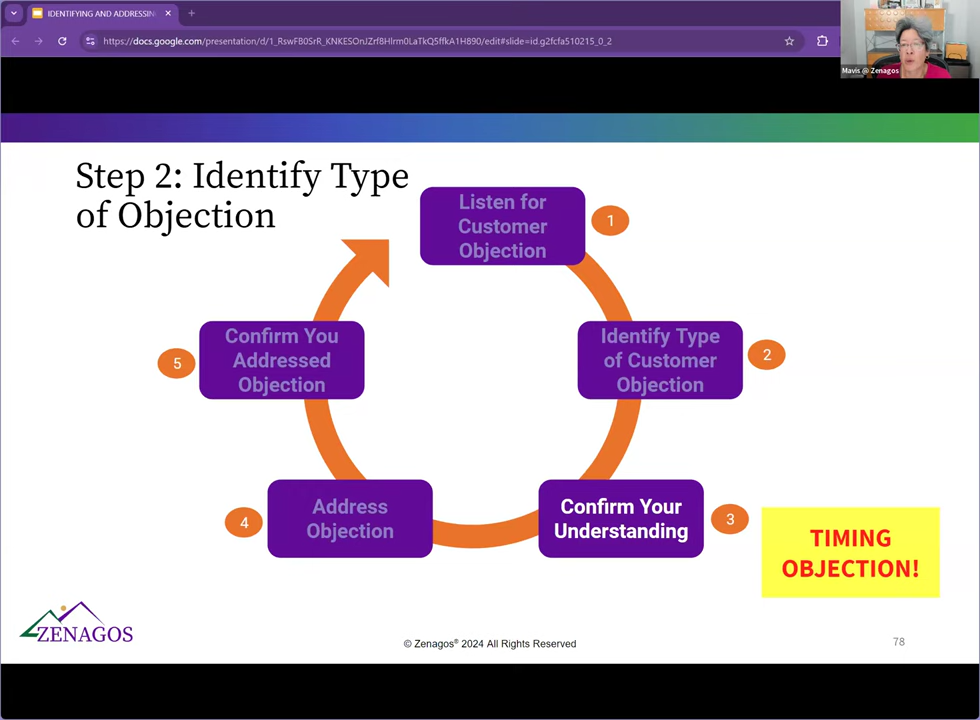 IDENTIFYING AND ADDRESSIN
https://docs.google.com/presentation/d/1_RswFB0SrR_KNKESOnJZrf8HIrm0LaTkQ5ffkA1H890/edit#slide=id.g2fcfa510215_0_2
Mavis @ Zenagos
Step 2: Identify Type
of Objection
Listen for
Customer
Objection
1
Identify Type
of Customer
Objection
2
Confirm Your
Understanding
3
Address
Objection
4
Confirm You
Addressed
Objection
5
TIMING
OBJECTION!
ZENAGOS
© Zenagos® 2024 All Rights Reserved
78